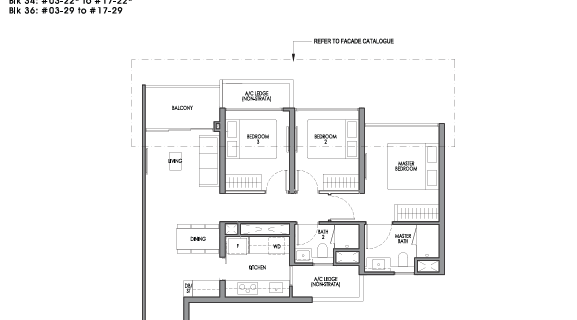 Blk 34: #03-22* to #17-22*
Blk 36: #03-29 to #17-29
REFER TO FACADE CATALOGUE
A/C LEDGE
(NON-STRATA)
BALCONY
BEDROOM
3
BEDROOM
2
LIVING
MASTER
BEDROOM
BATH
2
MASTER
BATH
DINING
F
WD
KITCHEN
A/C LEDGE
(NON-STRATA)
DB/
ST